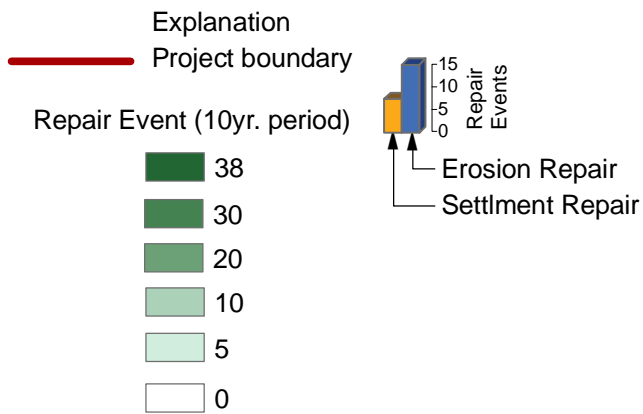 Explanation
Project boundary
Repair Event (10yr. period)
38
30
20
10
5
0
15
10
5
0
Repair
Events
Erosion Repair
Settlment Repair